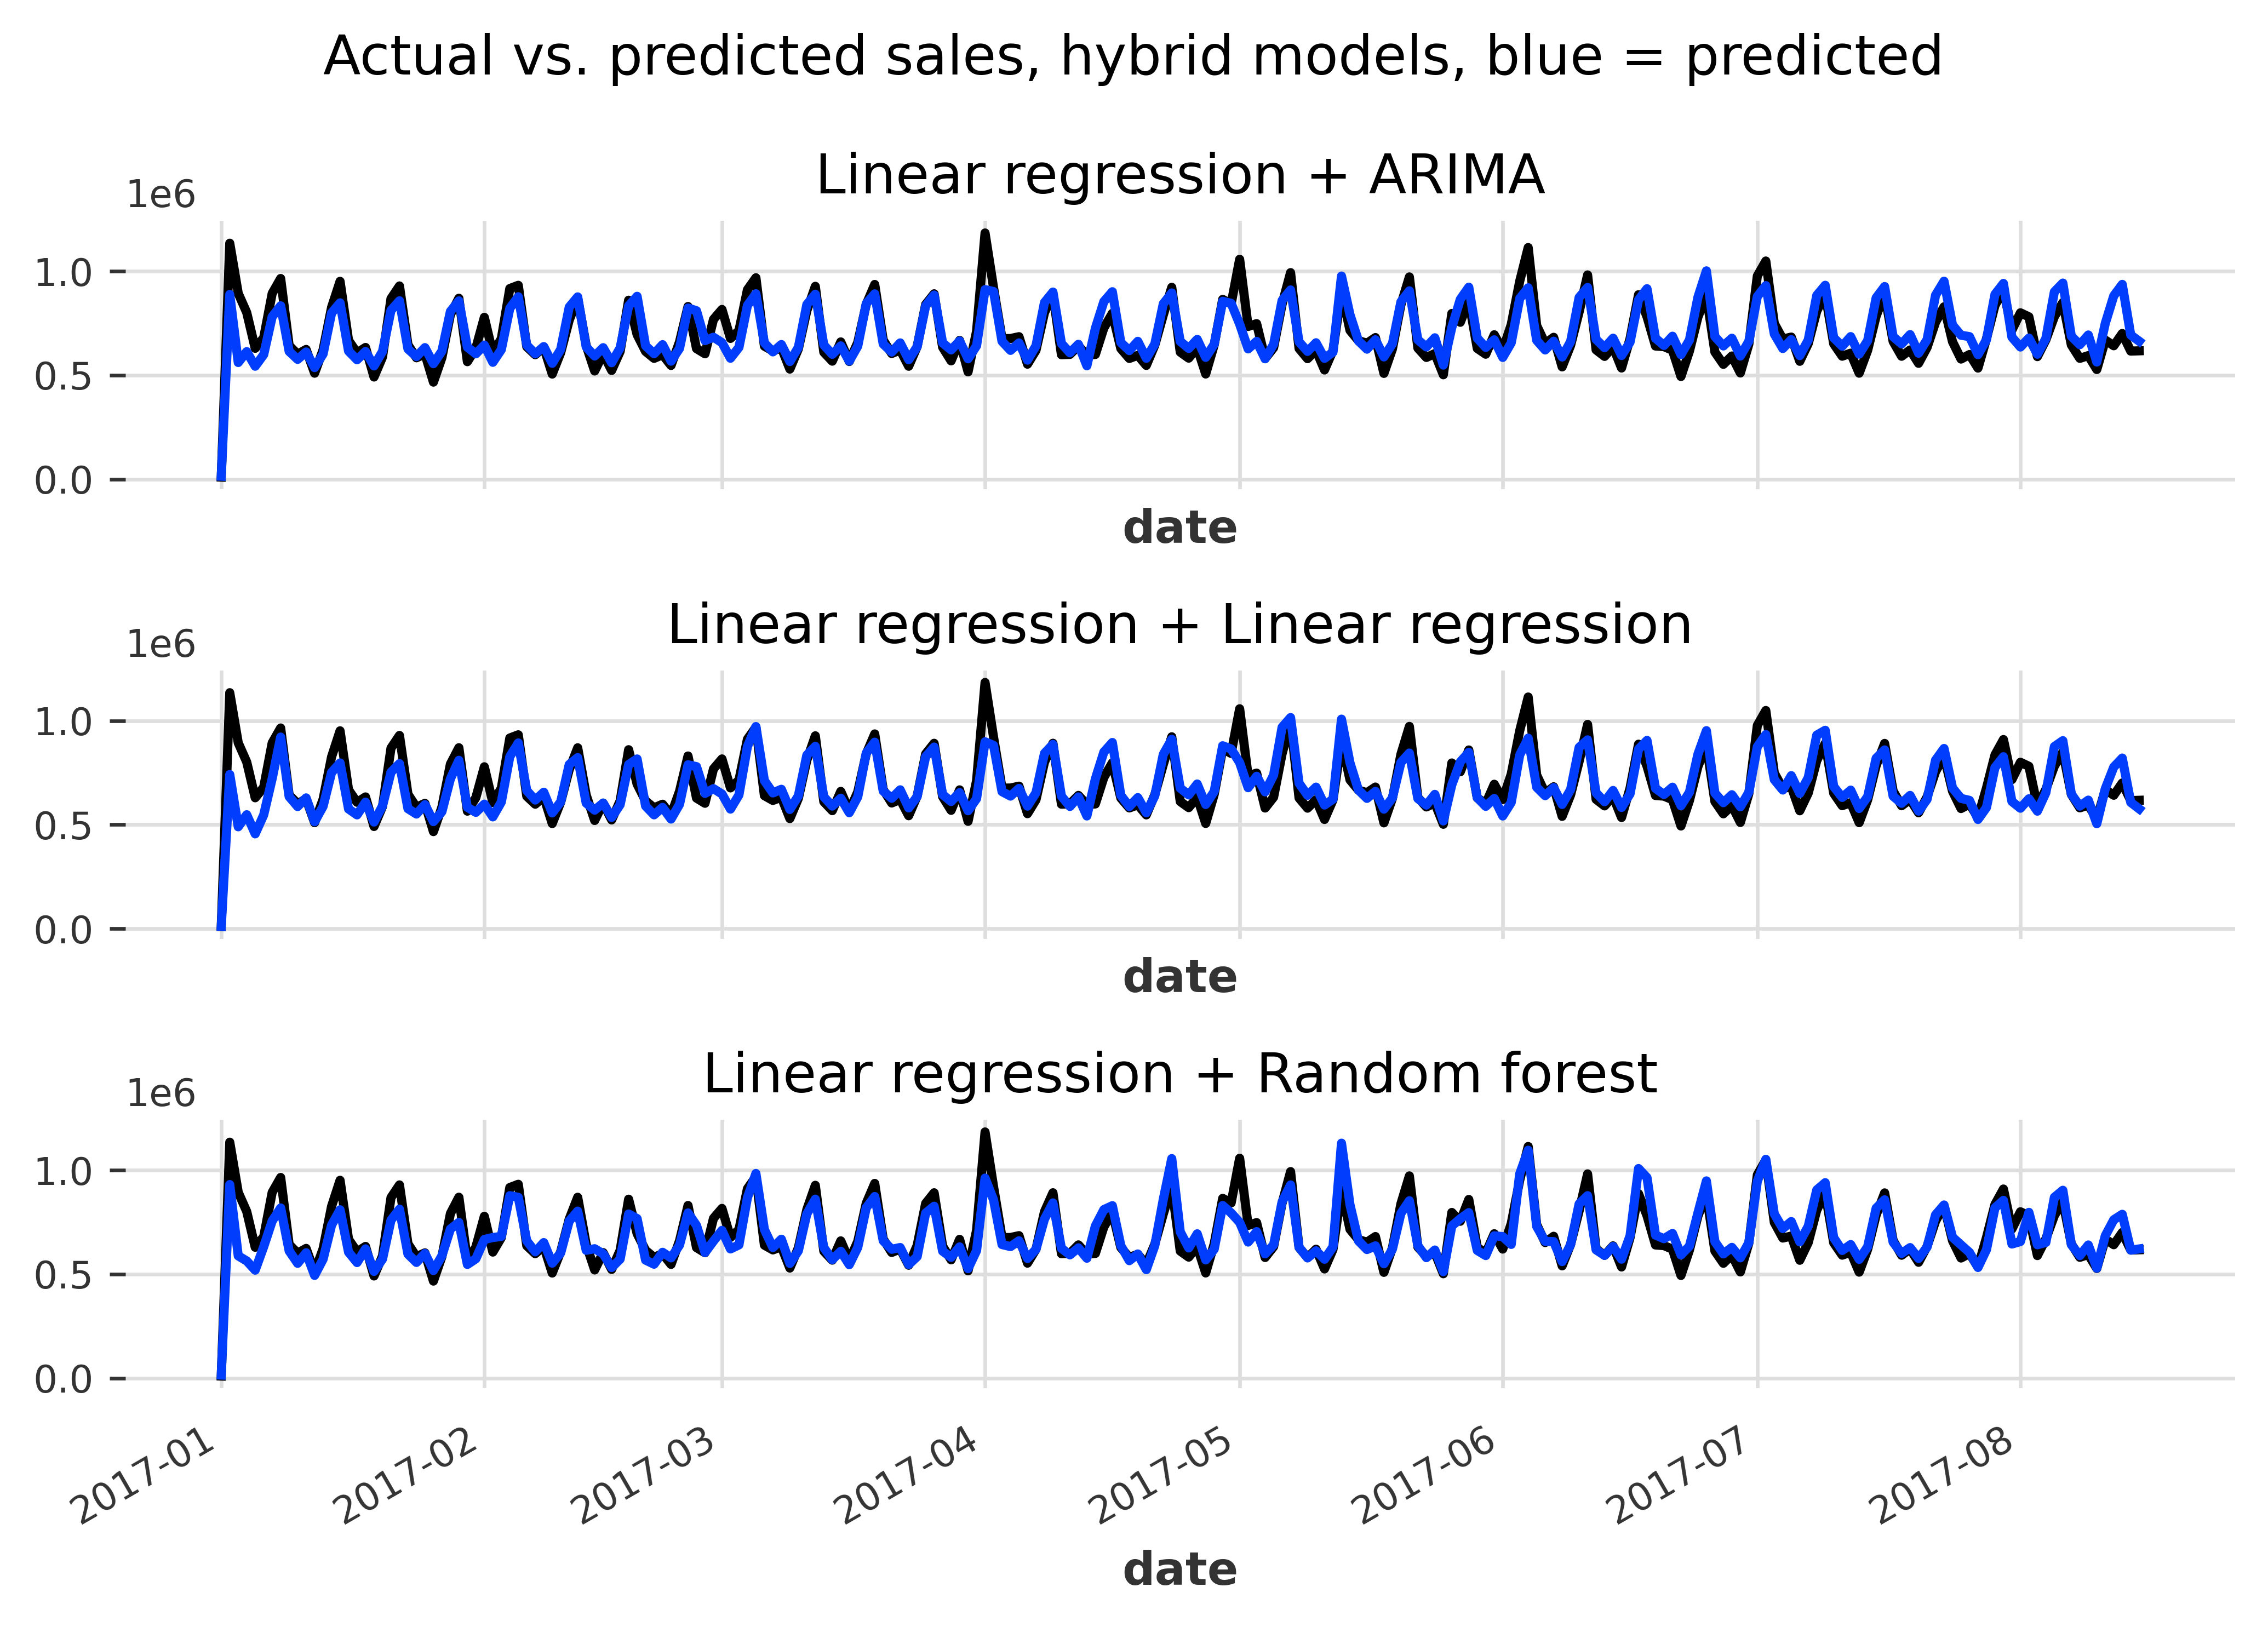 Actual vs. predicted sales, hybrid models, blue = predicted
Linear regression + ARIMA
1e6
1.0
0.5
0.0
date
Linear regression + Linear regression
1e6
1.0
0.5
0.0
date
Linear regression + Random forest
1e6
1.0
0.5
0.0
2017-01 2017-02 2017-03 2017-04 2017-05 2017-06 2017-07 2017-08
date